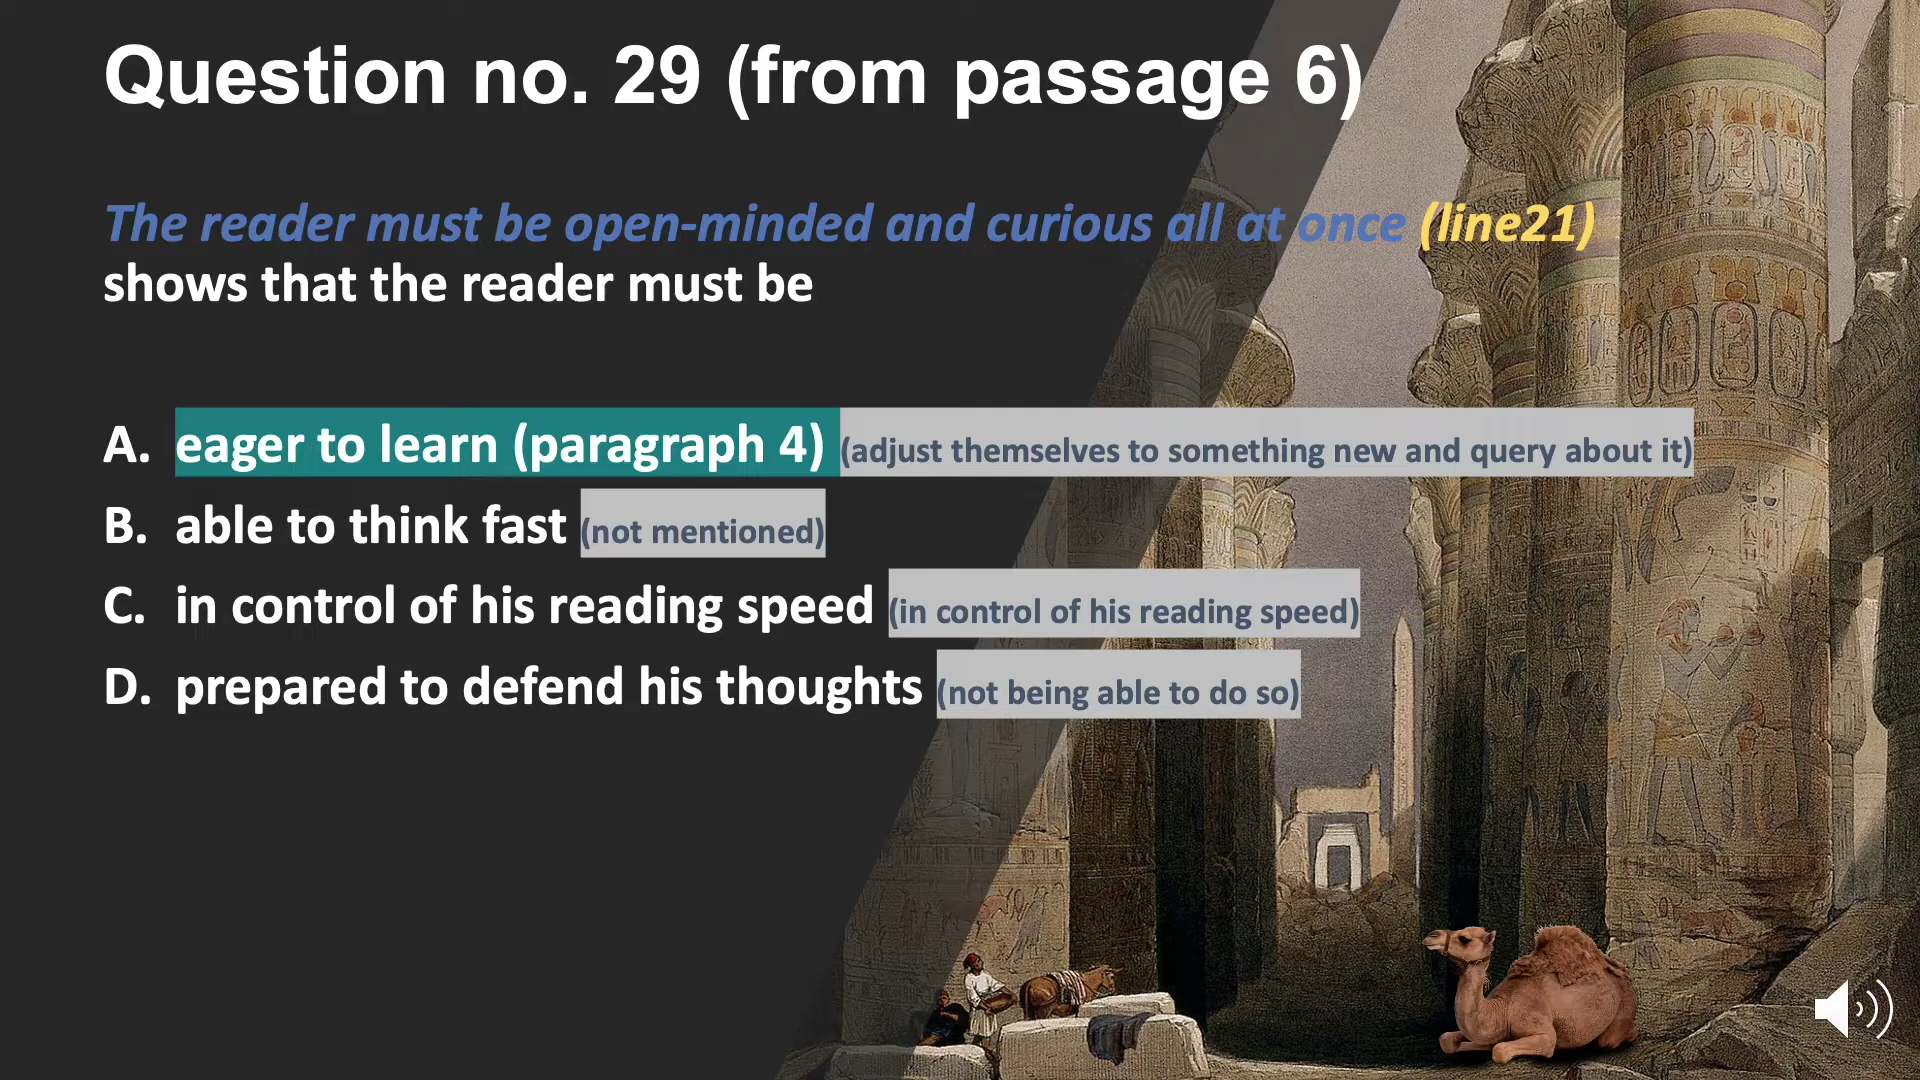 Question no. 29 (from passage 6)
The reader must be open-minded and curious all at once (line21)
shows that the reader must be
A. eager to learn (paragraph 4) (adjust themselves to something new and query about it)
B. able to think fast (not mentioned)
C. in control of his reading speed (in control of his reading speed)
D. prepared to defend his thoughts (not being able to do so)